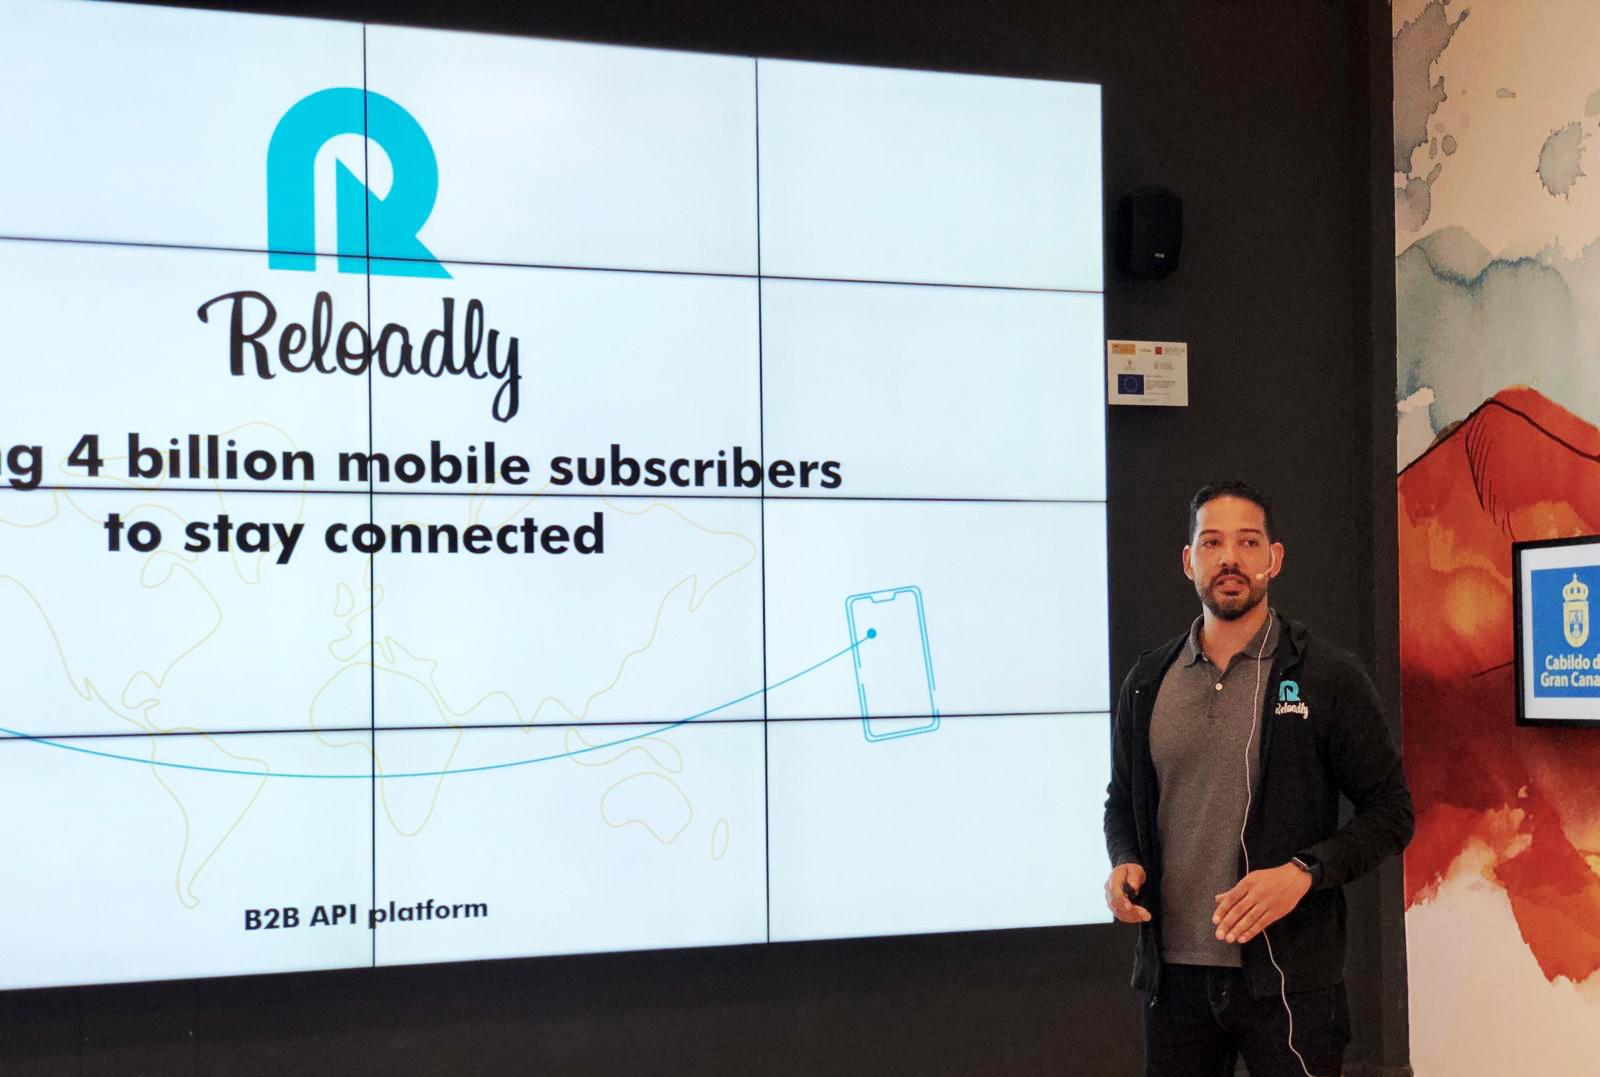 Reloadly
g 4 billion mobile subscribers
to stay connected
B2B API platform
Reloadly
Cabildo d
Gran Cana